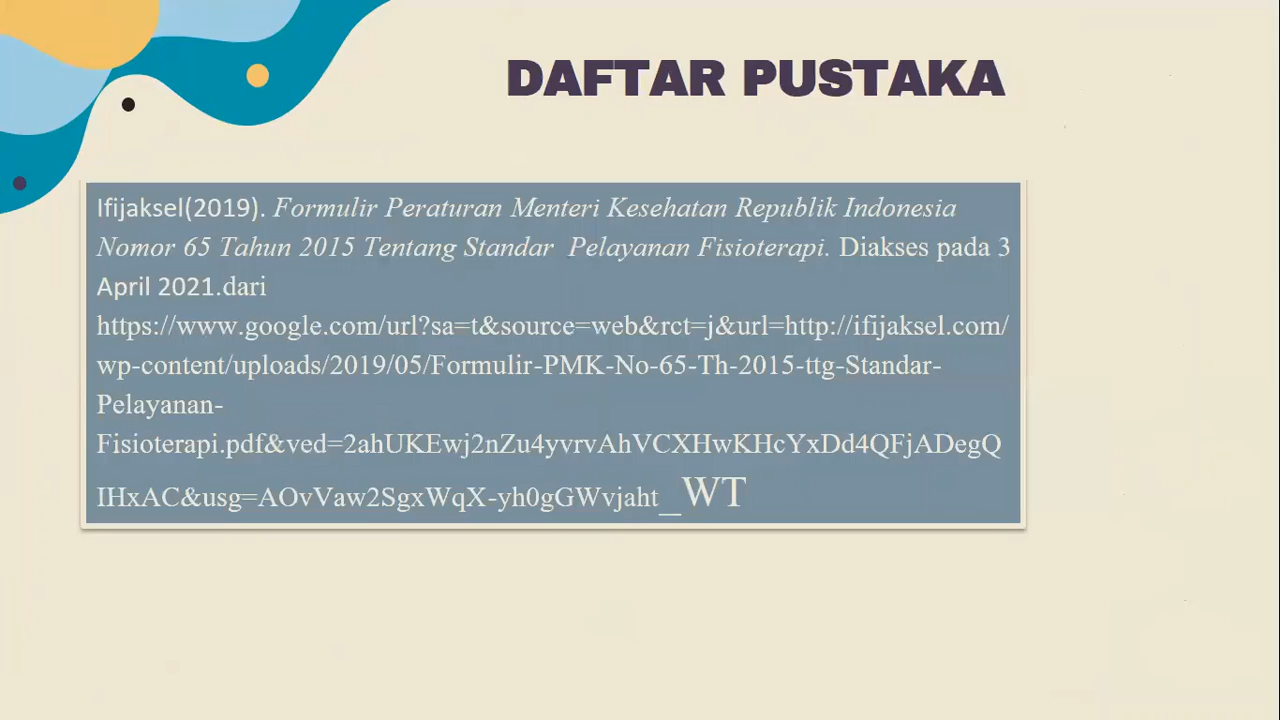 DAFTAR PUSTAKA
Ifijaksel(2019). Formulir Peraturan Menteri Kesehatan Republik Indonesia
Nomor 65 Tahun 2015 Tentang Standar Pelayanan Fisioterapi. Diakses pada 3
April 2021.dari
https://www.google.com/url?sa=t&source=web&rct=j&url=http://ifijaksel.com/
wp-content/uploads/2019/05/Formulir-PMK-No-65-Th-2015-ttg-Standar-
Pelayanan-
Fisioterapi.pdf&ved=2ahUKEwj2nZu4yvrvAhVCXHwKHcYxDd4QFjADegQ
IHxAC&usg=AOvVaw2SgxWqX-yh0gGWvjaht_WT